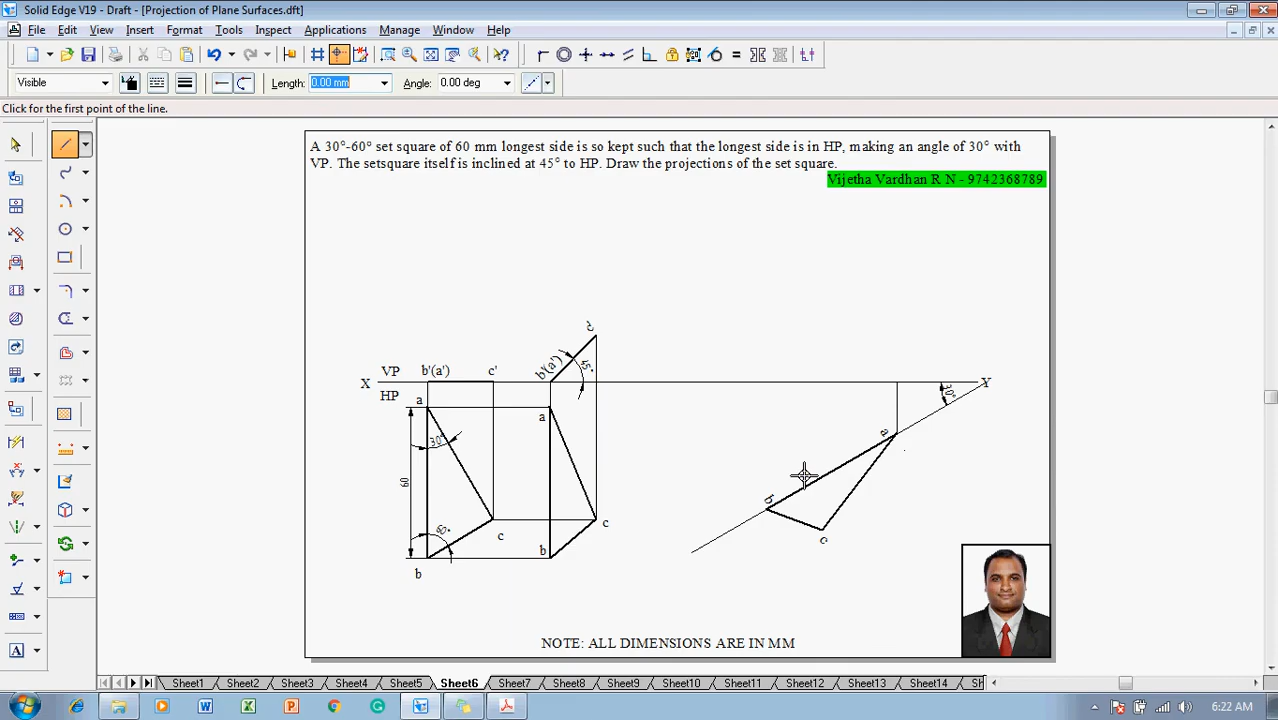 Solid Edge V19 - Draft - [Projection of Plane Surfaces.dft]
File Edit View Insert Format Tools Inspect Applications Manage Window Help
Visible Length: 0.00 mm Angle: 0.00 deg
Click for the first point of the line.
A 30°-60° set square of 60 mm longest side is so kept such that the longest side is in HP, making an angle of 30° with
VP. The setsquare itself is inclined at 45° to HP. Draw the projections of the set square.
Vijetha Vardhan R N - 9742368789
c'
VP b'(a') c' b'(a') 45°
X Y
HP a a 30°
30° a
60 b
60° c c c
b
b
NOTE: ALL DIMENSIONS ARE IN MM
Sheet1 Sheet2 Sheet3 Sheet4 Sheet5 Sheet6 Sheet7 Sheet8 Sheet9 Sheet10 Sheet11 Sheet12 Sheet13 Sheet14 Sl
6:22 AM